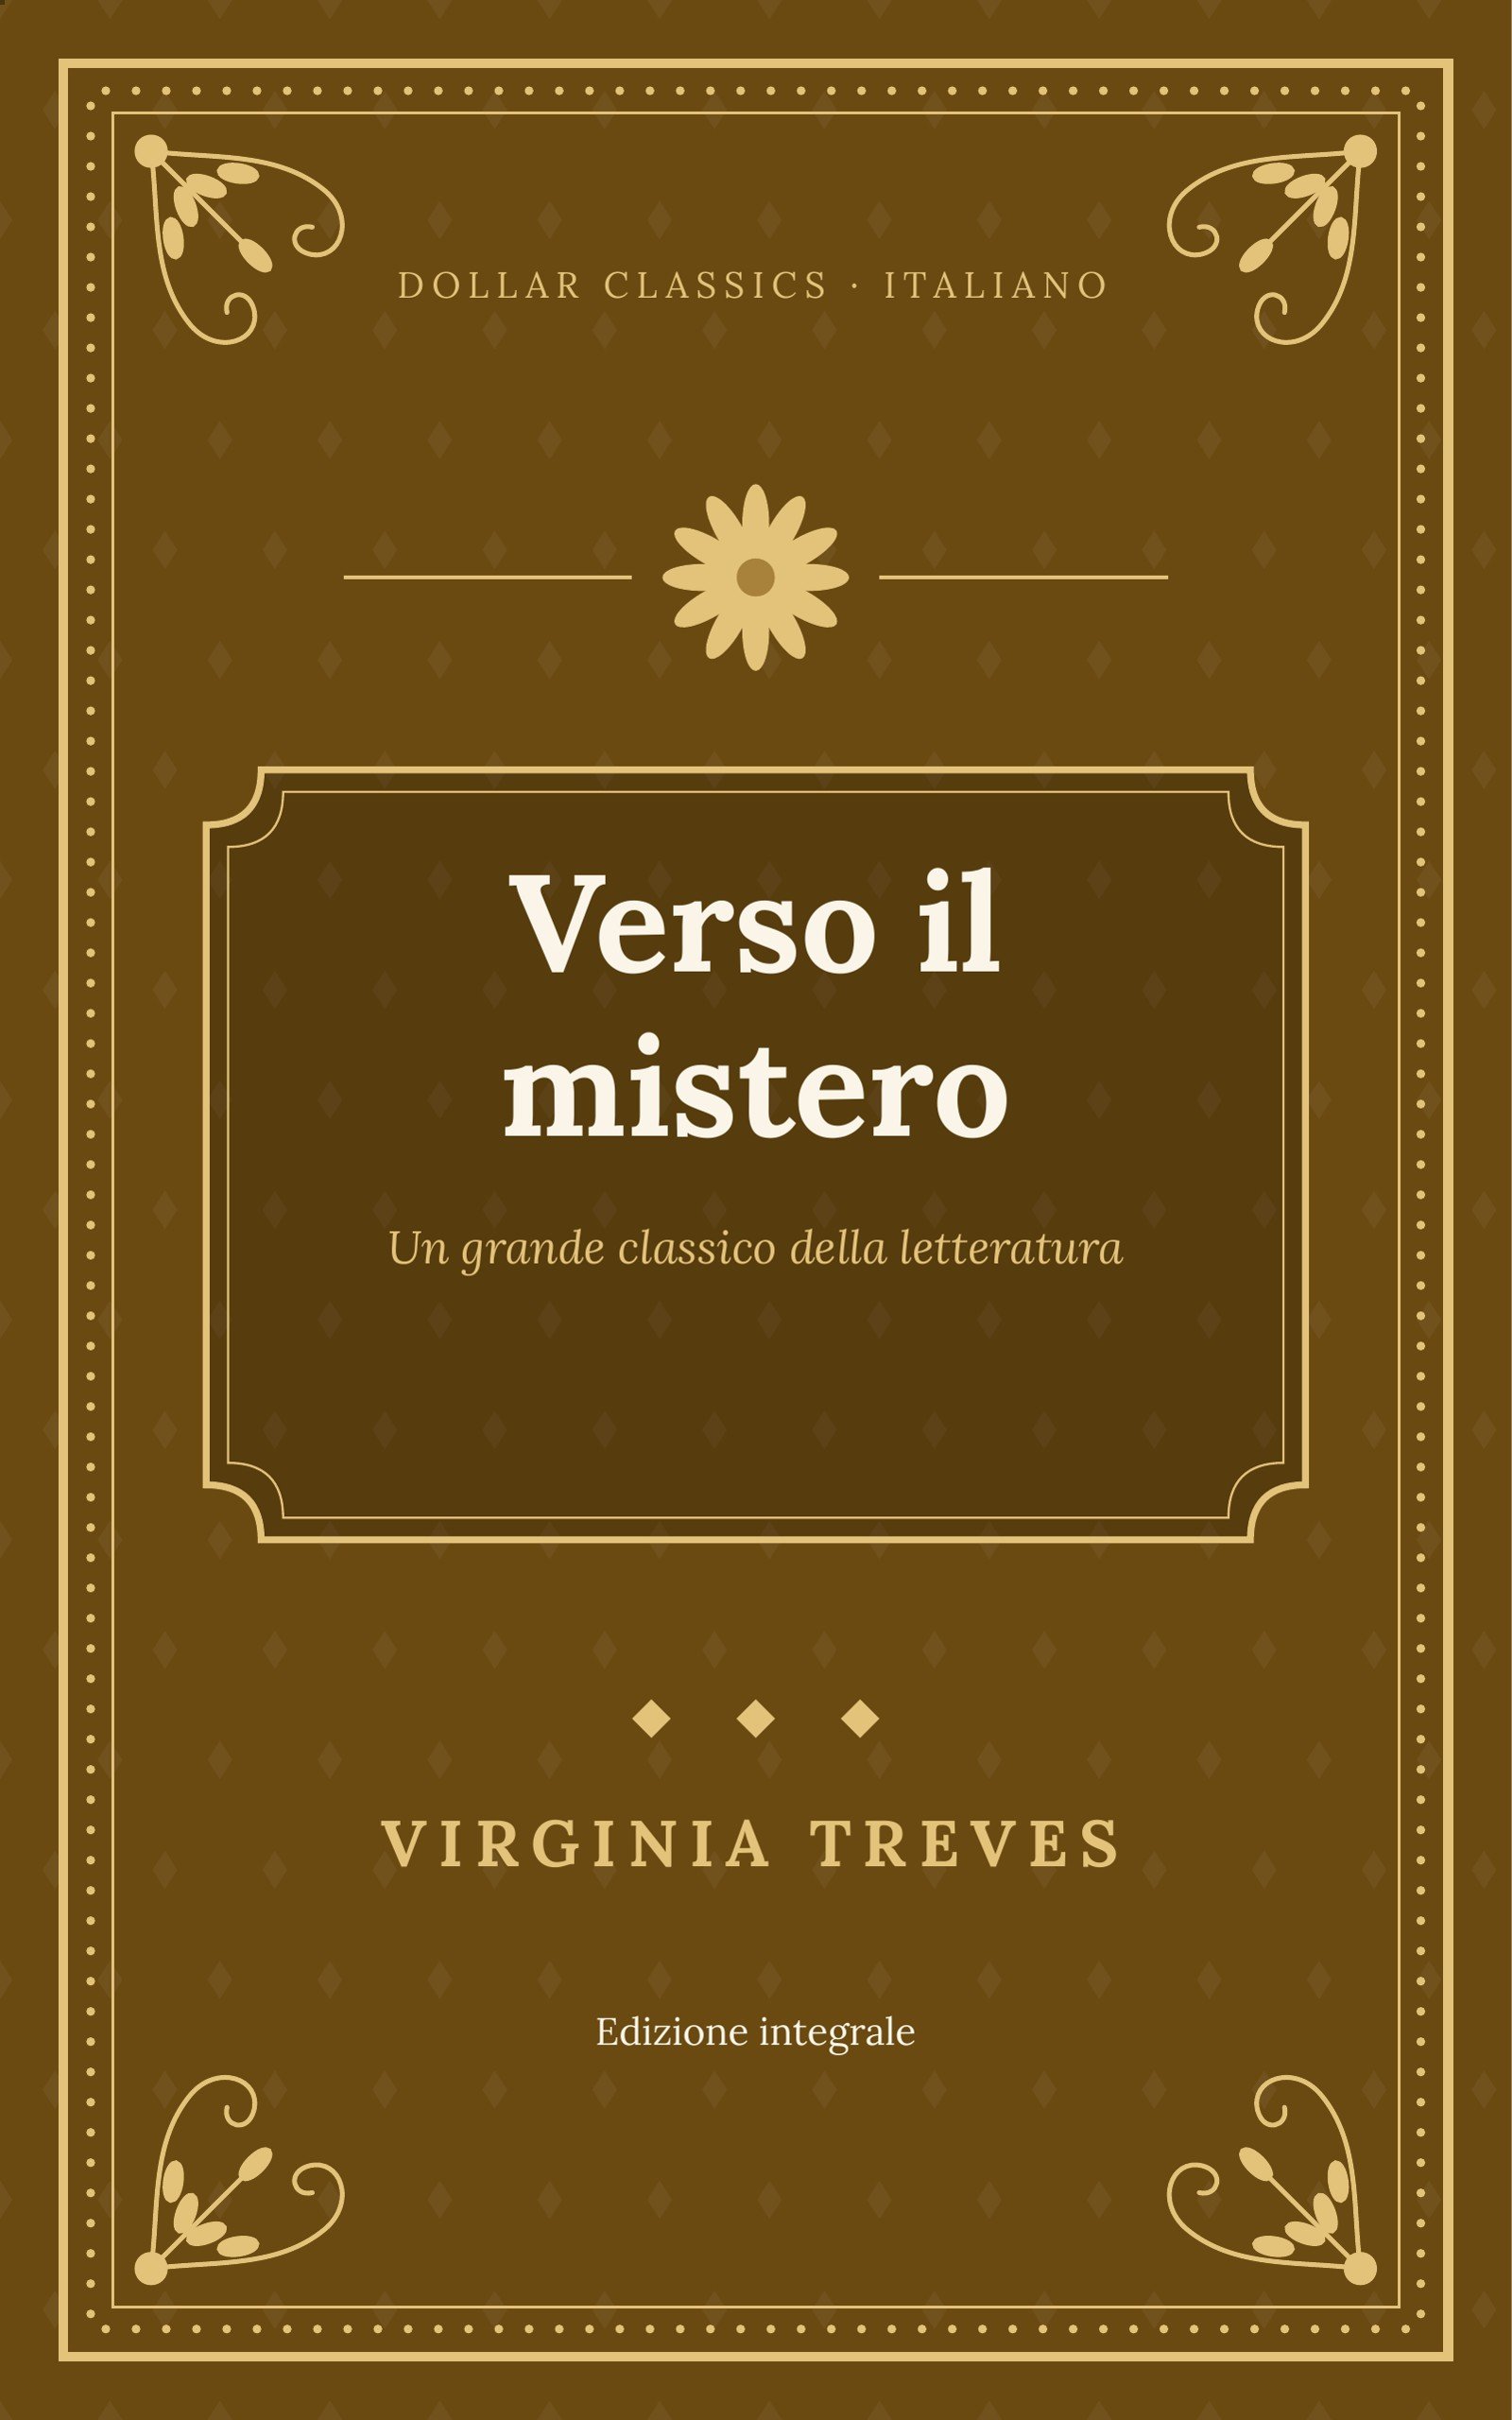 DOLLAR CLASSICS · ITALIANO
Verso il
mistero
Un grande classico della letteratura
VIRGINIA TREVES
Edizione integrale